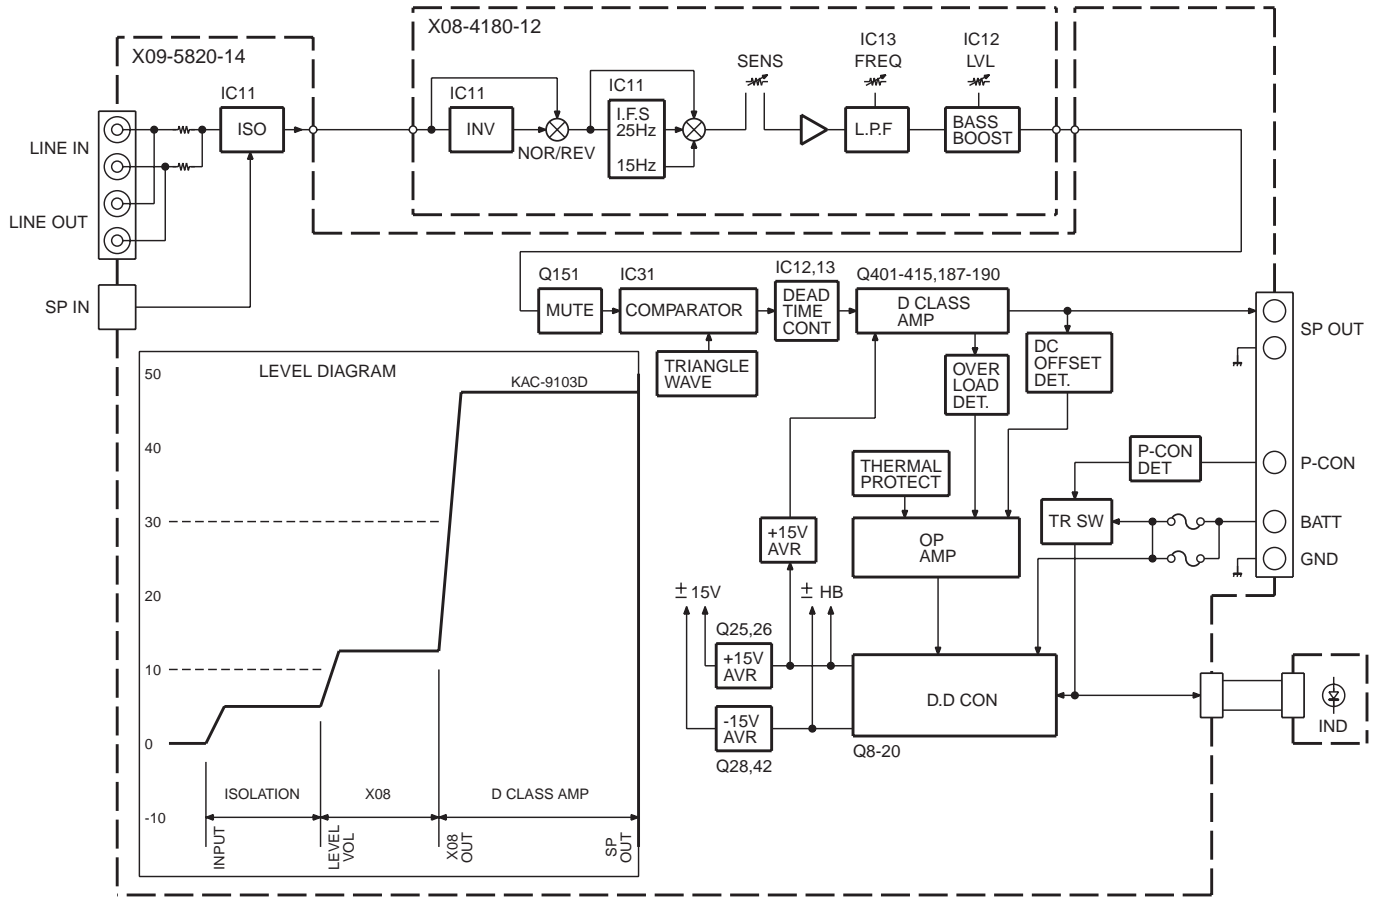 X08-4180-12
X09-5820-14
IC11
ISO
LINE IN
LINE OUT
SP IN
IC11
INV
NOR/REV
IC11
I.F.S
25Hz
15Hz
SENS
IC13
FREQ
L.P.F
IC12
LVL
BASS
BOOST
Q151
MUTE
IC31
COMPARATOR
TRIANGLE
WAVE
IC12,13
DEAD
TIME
CONT
Q401-415,187-190
D CLASS
AMP
OVER
LOAD
DET.
DC
OFFSET
DET.
SP OUT
P-CON
DET
P-CON
THERMAL
PROTECT
TR SW
BATT
GND
+15V
AVR
OP
AMP
± 15V
± HB
Q25,26
+15V
AVR
-15V
AVR
Q28,42
D.D CON
Q8-20
IND
LEVEL DIAGRAM
KAC-9103D
50
40
30
20
10
0
-10
ISOLATION
X08
D CLASS AMP
INPUT
LEVEL
VOL
X08
OUT
SP
OUT